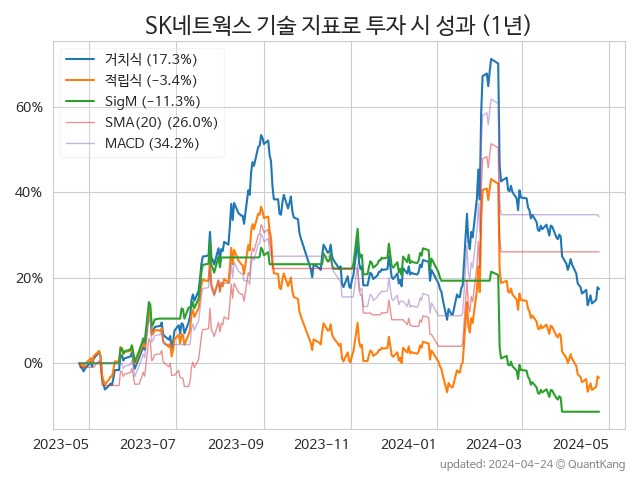 SK네트웍스 기술 지표로 투자 시 성과 (1년)
거치식 (17.3%)
적립식 (−3.4%)
SigM (−11.3%)
SMA(20) (26.0%)
MACD (34.2%)
60%
40%
20%
0%
2023-05 2023-07 2023-09 2023-11 2024-01 2024-03 2024-05
updated: 2024-04-24 © QuantKang